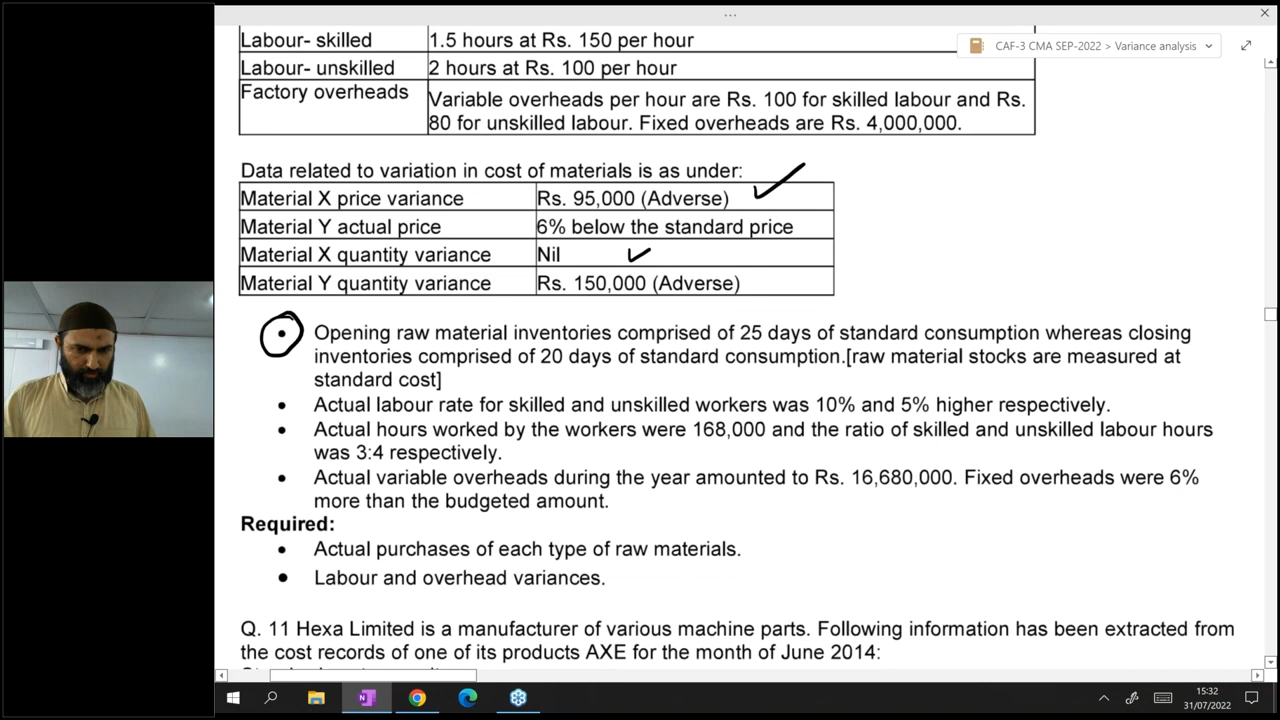 CAF-3 CMA SEP-2022 > Variance analysis
Labour- skilled 1.5 hours at Rs. 150 per hour
Labour- unskilled 2 hours at Rs. 100 per hour
Factory overheads Variable overheads per hour are Rs. 100 for skilled labour and Rs.
80 for unskilled labour. Fixed overheads are Rs. 4,000,000.
Data related to variation in cost of materials is as under:
Material X price variance Rs. 95,000 (Adverse)
Material Y actual price 6% below the standard price
Material X quantity variance Nil
Material Y quantity variance Rs. 150,000 (Adverse)
• Opening raw material inventories comprised of 25 days of standard consumption whereas closing
inventories comprised of 20 days of standard consumption.[raw material stocks are measured at
standard cost]
• Actual labour rate for skilled and unskilled workers was 10% and 5% higher respectively.
• Actual hours worked by the workers were 168,000 and the ratio of skilled and unskilled labour hours
was 3:4 respectively.
• Actual variable overheads during the year amounted to Rs. 16,680,000. Fixed overheads were 6%
more than the budgeted amount.
Required:
• Actual purchases of each type of raw materials.
• Labour and overhead variances.
Q. 11 Hexa Limited is a manufacturer of various machine parts. Following information has been extracted from
the cost records of one of its products AXE for the month of June 2014:
15:32
31/07/2022